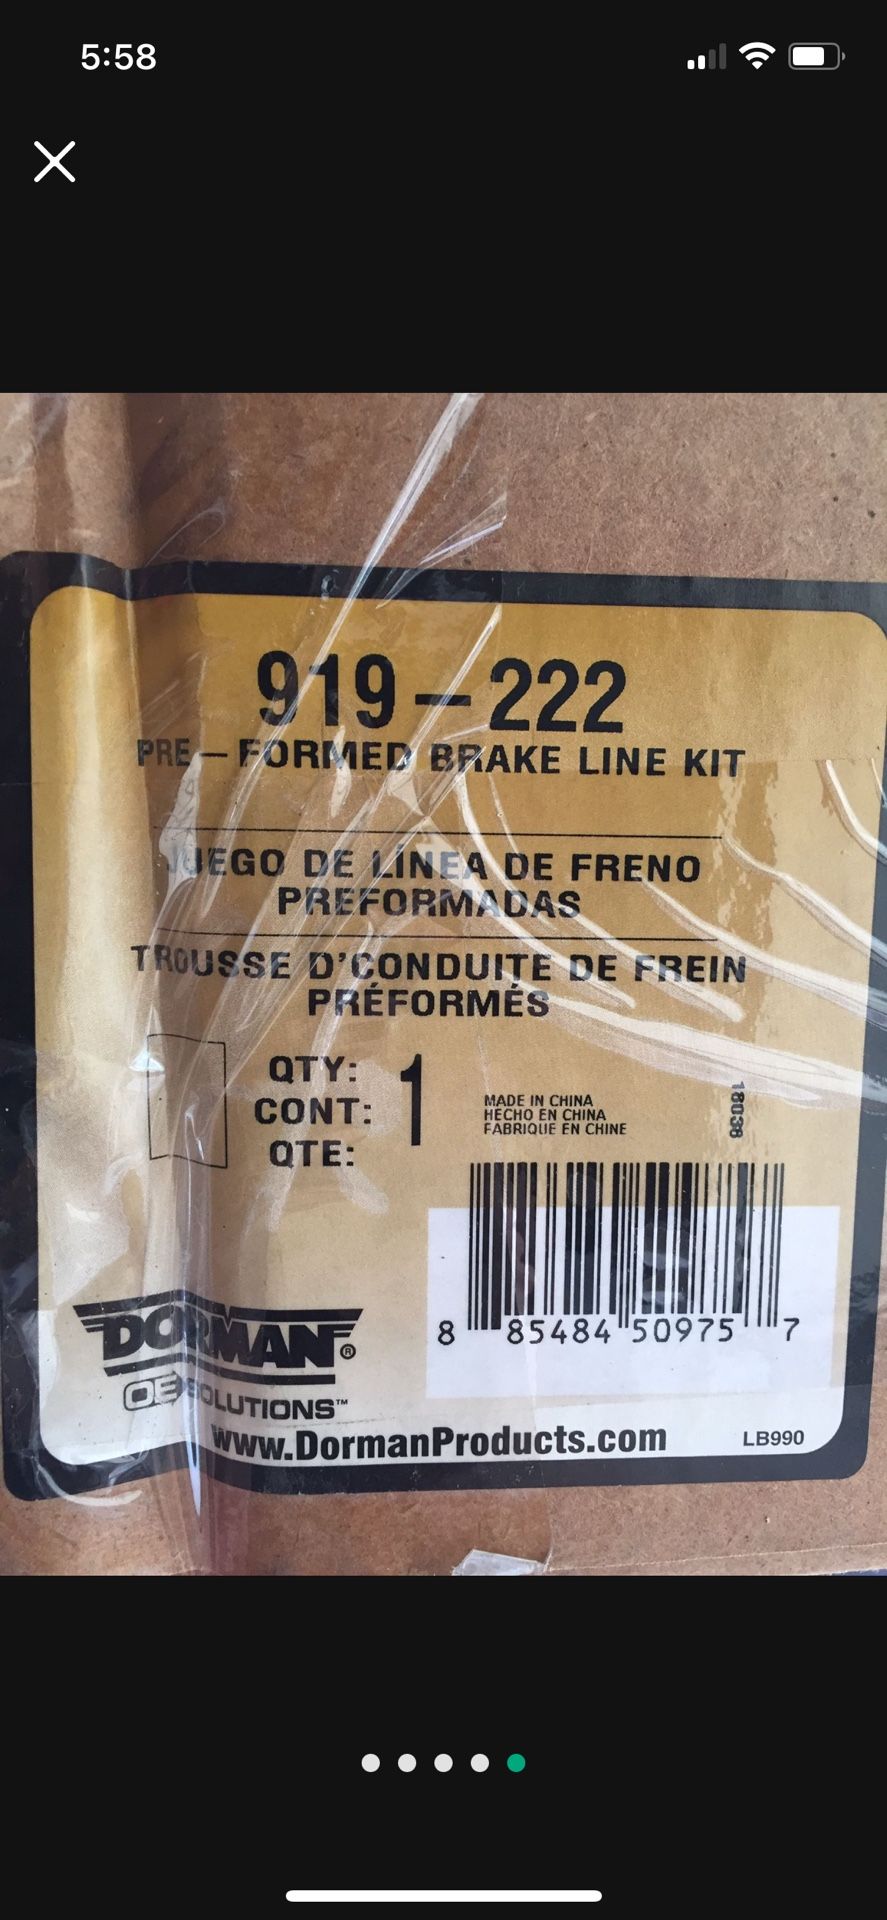 5:58
919-222
PRE-FORMED BRAKE LINE KIT
JUEGO DE LÍNEA DE FRENO
PREFORMADAS
TROUSSE D'CONDUITE DE FREIN
PRÉFORMÉS
QTY:
CONT: 1
QTE:
MADE IN CHINA
HECHO EN CHINA
FABRIQUE EN CHINE
18038
8 85484 50975 7
DORMAN®
OE SOLUTIONS™
www.DormanProducts.com
LB990